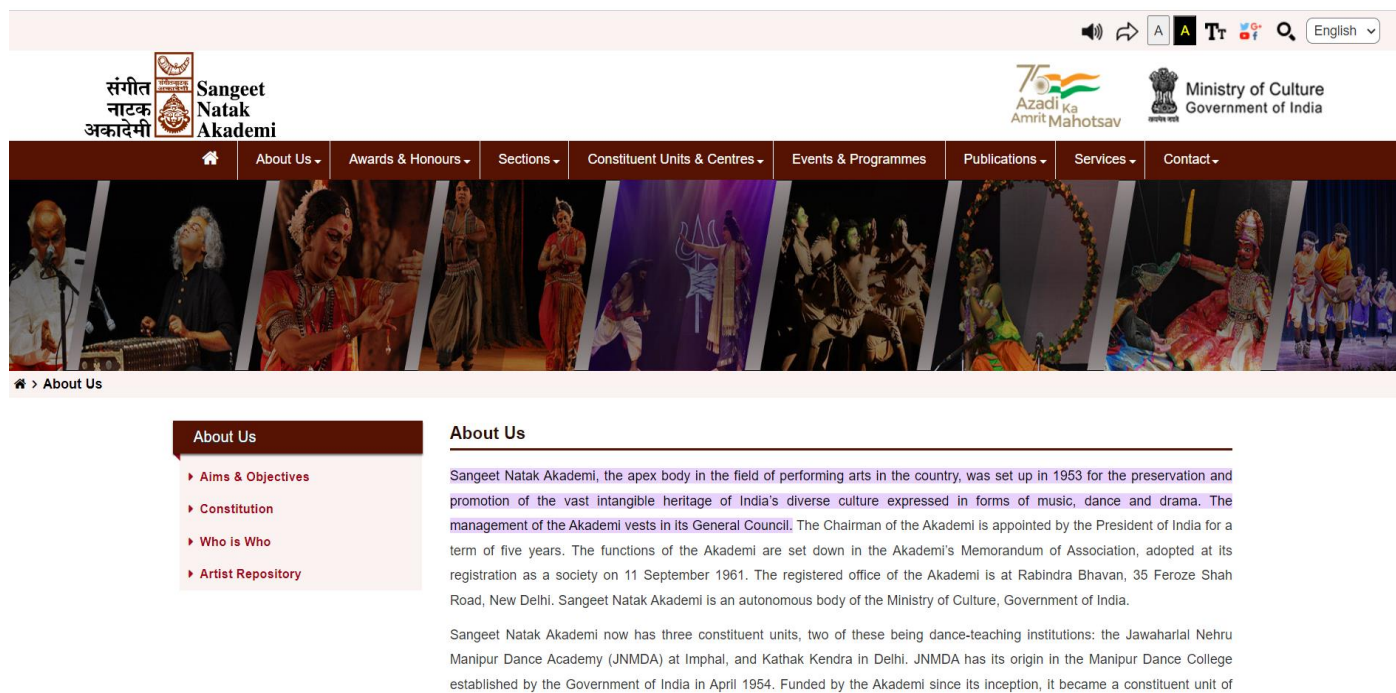 A A TT English
संगीत
नाटक
अकादेमी
Sangeet
Natak
Akademi
Azadi Ka
Amrit Mahotsav
Ministry of Culture
Government of India
About Us Awards & Honours Sections Constituent Units & Centres Events & Programmes Publications Services Contact
> About Us
About Us
Aims & Objectives
Constitution
Who is Who
Artist Repository
About Us
Sangeet Natak Akademi, the apex body in the field of performing arts in the country, was set up in 1953 for the preservation and
promotion of the vast intangible heritage of India's diverse culture expressed in forms of music, dance and drama. The
management of the Akademi vests in its General Council. The Chairman of the Akademi is appointed by the President of India for a
term of five years. The functions of the Akademi are set down in the Akademi's Memorandum of Association, adopted at its
registration as a society on 11 September 1961. The registered office of the Akademi is at Rabindra Bhavan, 35 Feroze Shah
Road, New Delhi. Sangeet Natak Akademi is an autonomous body of the Ministry of Culture, Government of India.
Sangeet Natak Akademi now has three constituent units, two of these being dance-teaching institutions: the Jawaharlal Nehru
Manipur Dance Academy (JNMDA) at Imphal, and Kathak Kendra in Delhi. JNMDA has its origin in the Manipur Dance College
established by the Government of India in April 1954. Funded by the Akademi since its inception, it became a constituent unit of